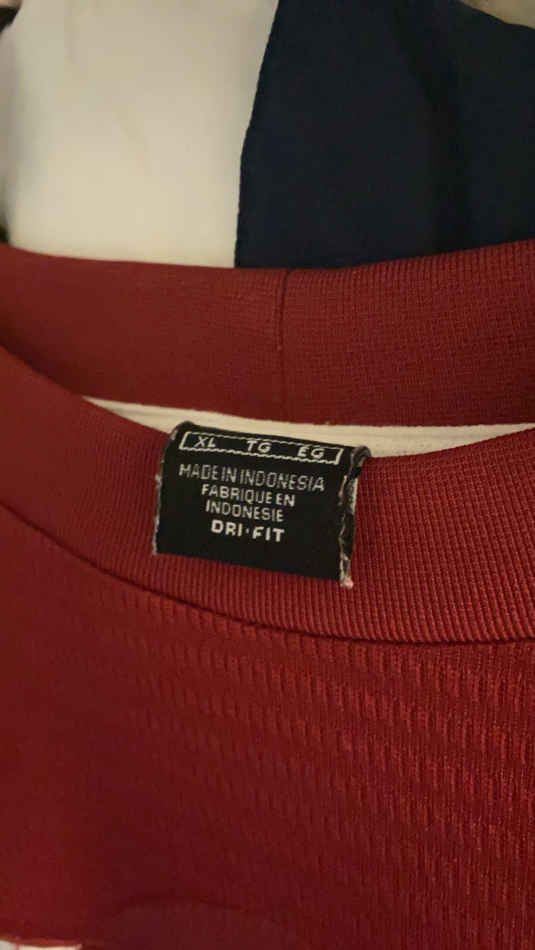 XL TG EG
MADE IN INDONESIA
FABRIQUE EN
INDONESIE
DRI·FIT